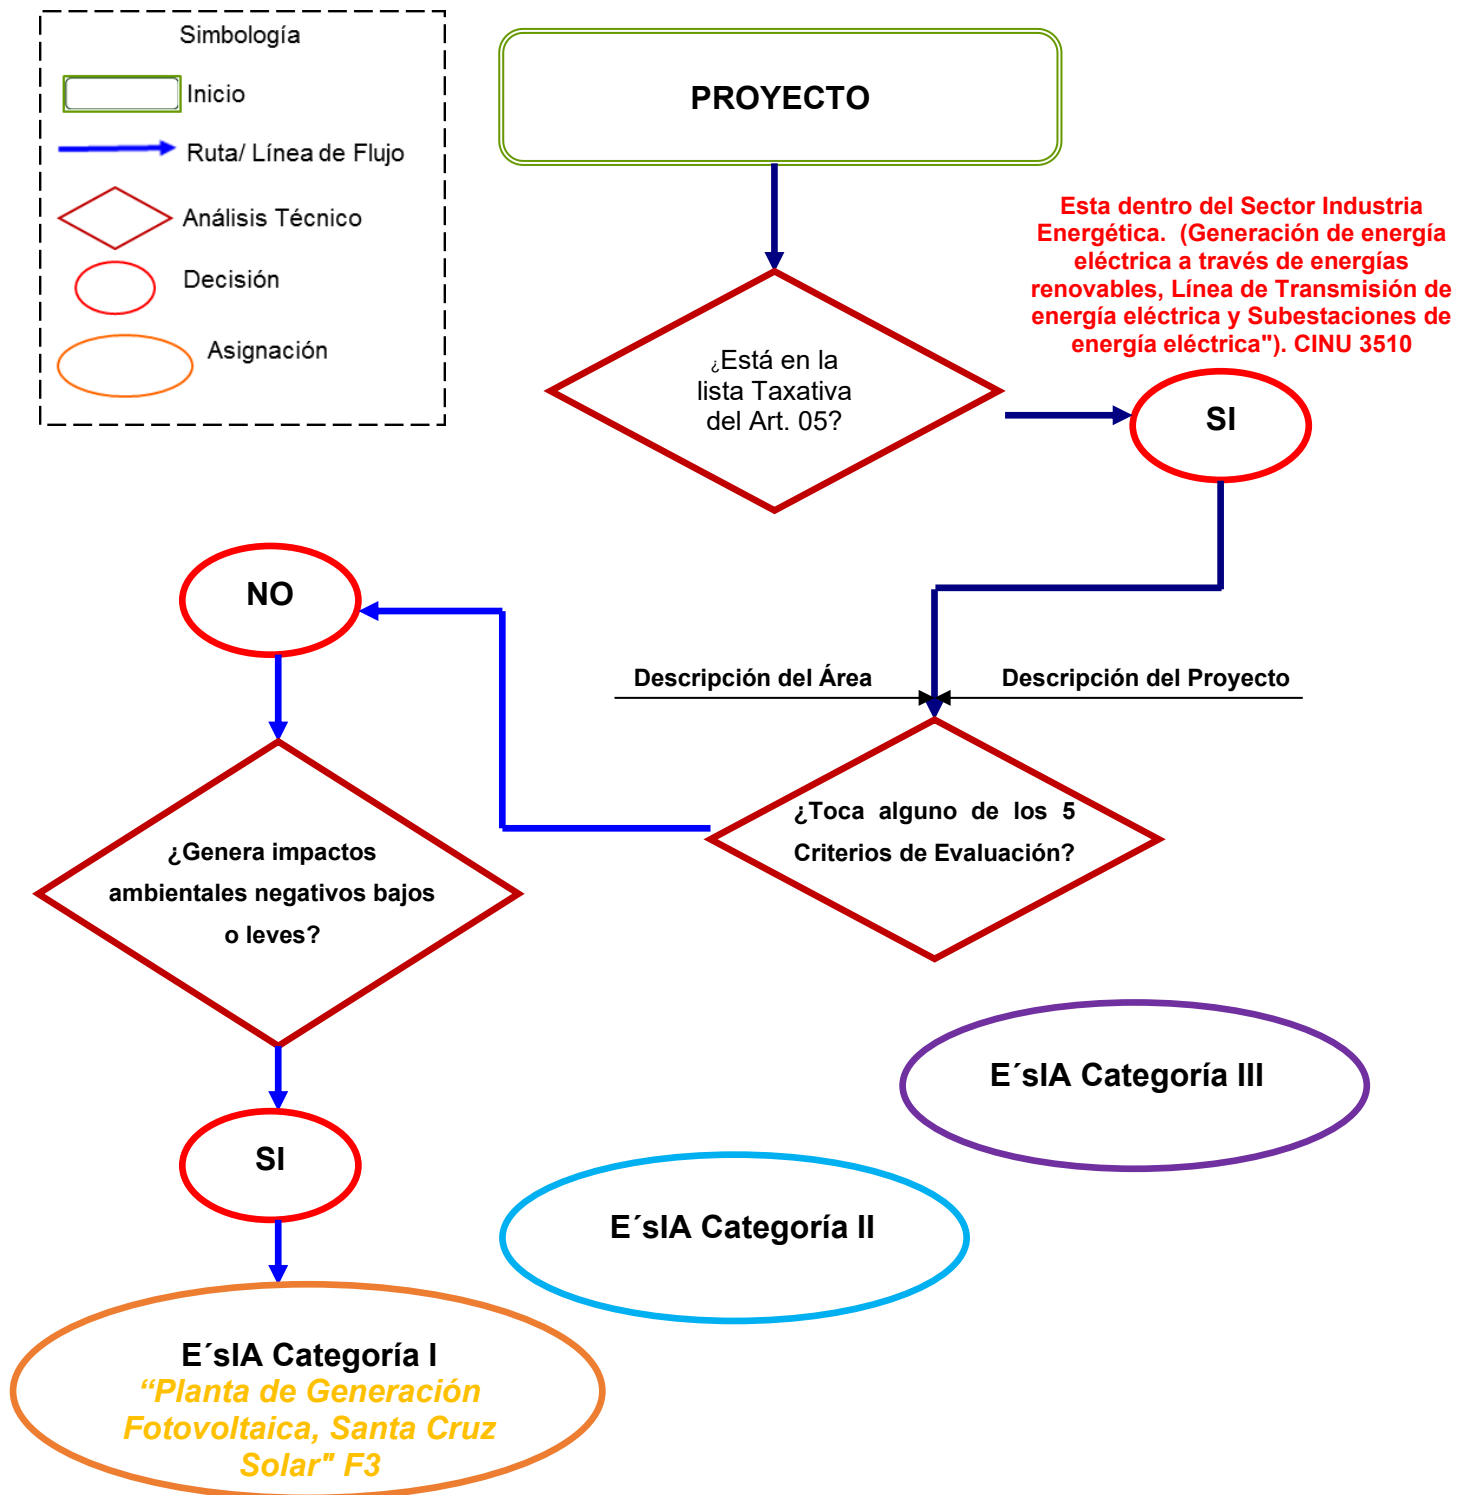 Simbología
Inicio
Ruta/ Línea de Flujo
Análisis Técnico
Decisión
Asignación
PROYECTO
Esta dentro del Sector Industria
Energética. (Generación de energía
eléctrica a través de energías
renovables, Línea de Transmisión de
energía eléctrica y Subestaciones de
energía eléctrica"). CINU 3510
¿Está en la
lista Taxativa
del Art. 05?
SI
NO
Descripción del Área
Descripción del Proyecto
¿Toca alguno de los 5
Criterios de Evaluación?
¿Genera impactos
ambientales negativos bajos
o leves?
E´sIA Categoría III
SI
E´sIA Categoría II
E´sIA Categoría I
“Planta de Generación
Fotovoltaica, Santa Cruz
Solar" F3